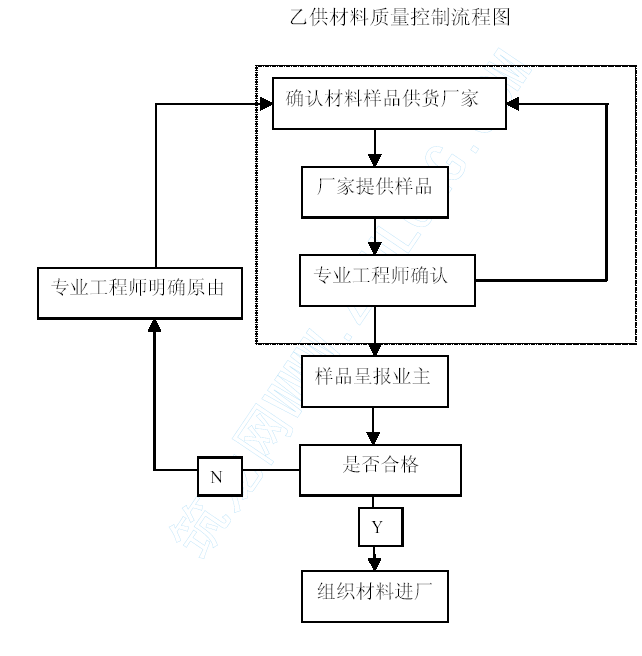 乙供材料质量控制流程图
确认材料样品供货厂家
厂家提供样品
专业工程师确认
专业工程师明确原由
样品呈报业主
是否合格
N
Y
组织材料进厂